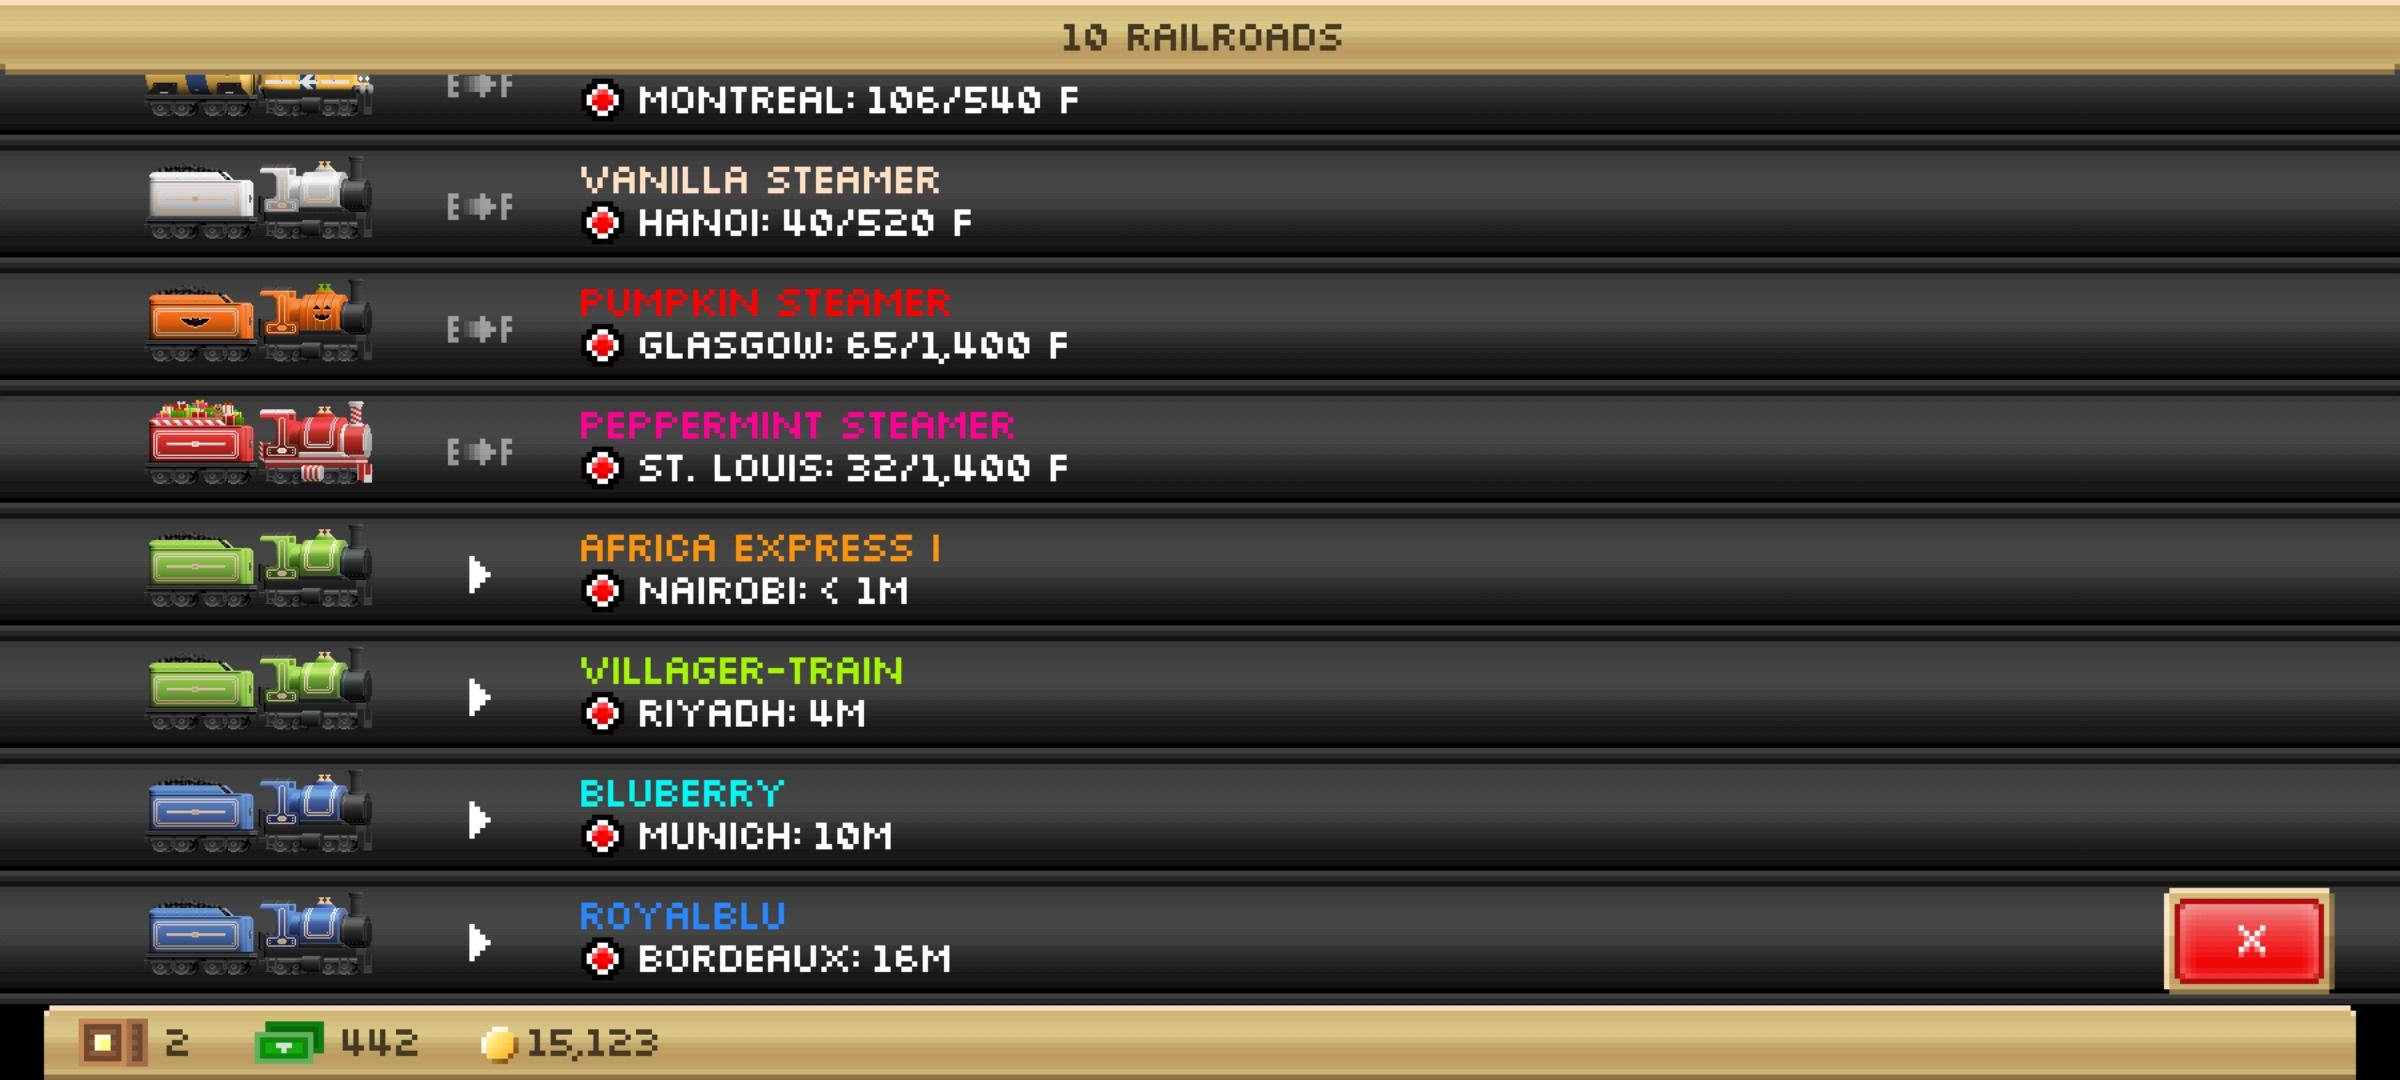 10 RAILROADS
E F MONTREAL: 106/540 F
VANILLA STEAMER
E F HANOI: 40/520 F
PUMPKIN STEAMER
E F GLASGOW: 65/1,400 F
PEPPERMINT STEAMER
E F ST. LOUIS: 32/1,400 F
AFRICA EXPRESS I
NAIROBI: < 1M
VILLAGER-TRAIN
RIYADH: 4M
BLUBERRY
MUNICH: 10M
ROYALBLU
BORDEAUX: 16M
X
2 442 15,123